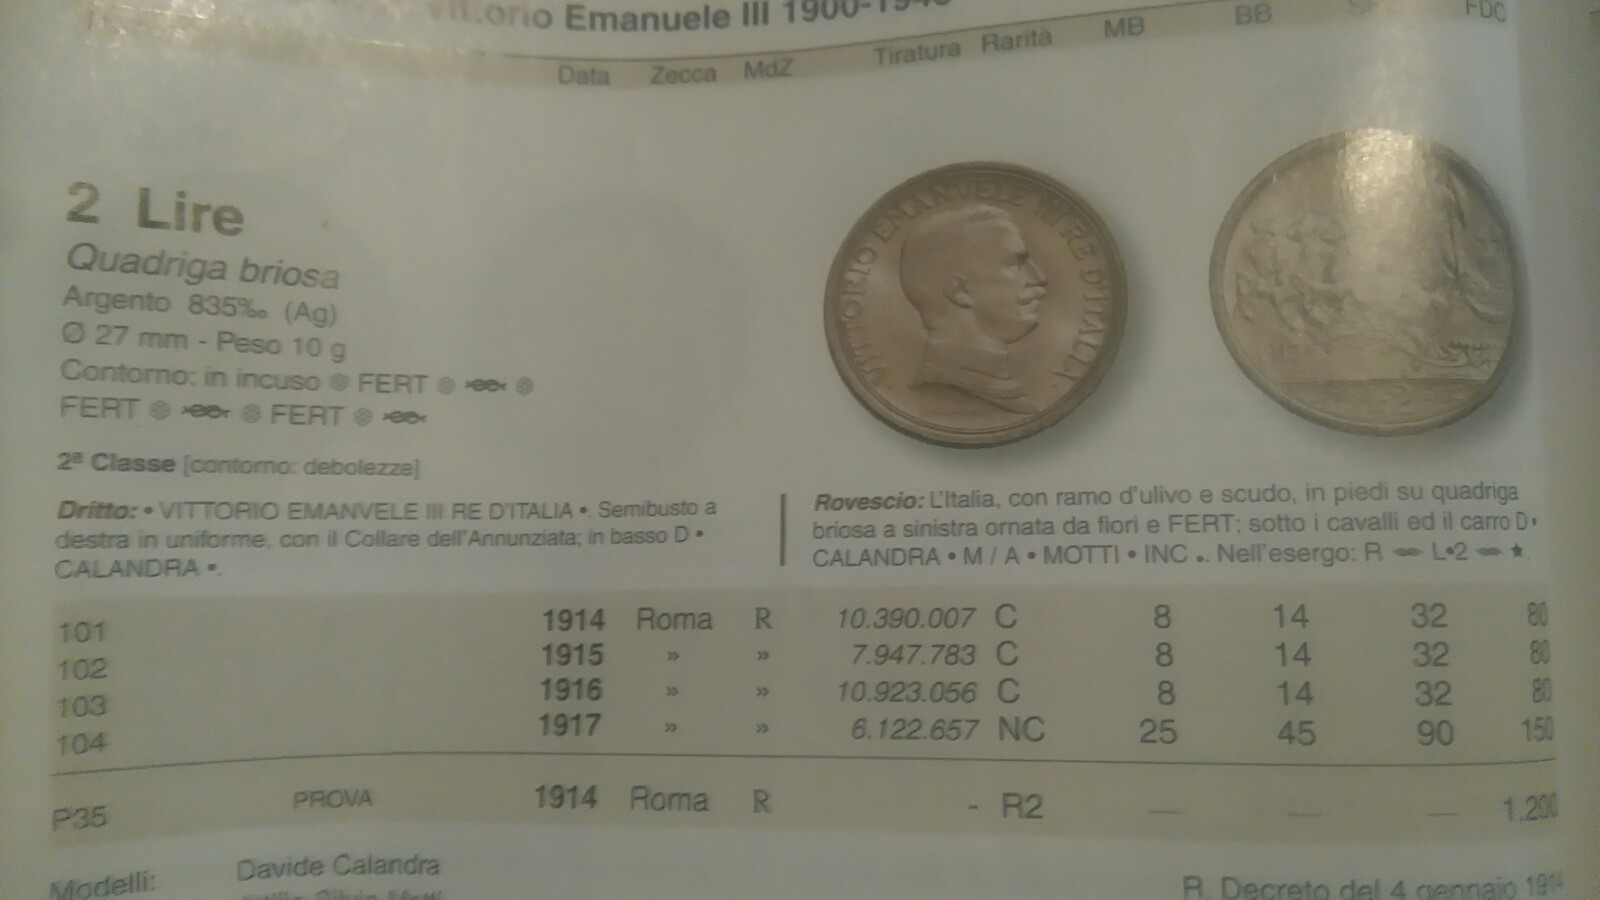 Vittorio Emanuele III 1900-1943
Data Zecca MdZ Tiratura Rarità MB BB FDC
2 Lire
Quadriga briosa
Argento 835‰ (Ag)
Ø 27 mm - Peso 10 g
Contorno: in incuso FERT
FERT FERT
2ª Classe [contorno: debolezze]
VITTORIO EMANVELE III RE D'ITALIA
Dritto: • VITTORIO EMANVELE III RE D'ITALIA •. Semibusto a
destra in uniforme, con il Collare dell'Annunziata; in basso D •
CALANDRA •.
Rovescio: L'Italia, con ramo d'ulivo e scudo, in piedi su quadriga
briosa a sinistra ornata da fiori e FERT; sotto i cavalli ed il carro D•
CALANDRA • M / A • MOTTI • INC •. Nell'esergo: R L•2 ★.
101 1914 Roma R 10.390.007 C 8 14 32 80
102 1915 » » 7.947.783 C 8 14 32 80
103 1916 » » 10.923.056 C 8 14 32 80
104 1917 » » 6.122.657 NC 25 45 90 150
P35 PROVA 1914 Roma R - R2 — — — 1.200
Modelli: Davide Calandra
R. Decreto del 4 gennaio 1914